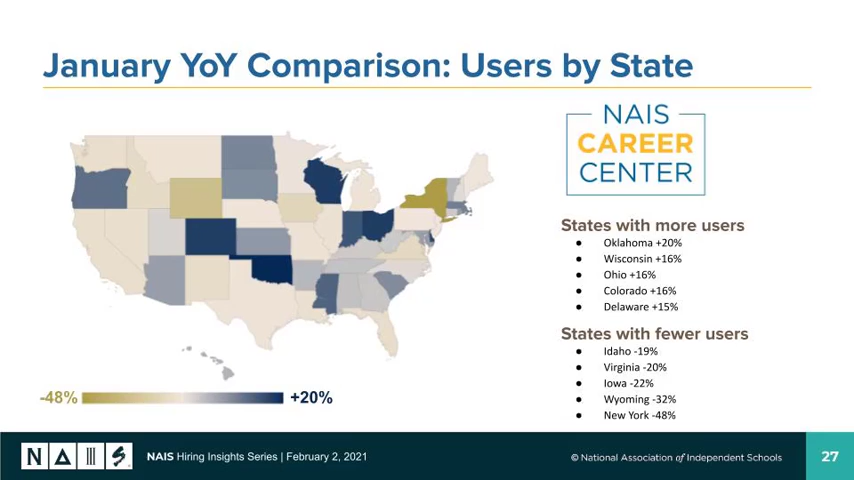 January YoY Comparison: Users by State
NAIS
CAREER
CENTER
States with more users
● Oklahoma +20%
● Wisconsin +16%
● Ohio +16%
● Colorado +16%
● Delaware +15%
States with fewer users
● Idaho -19%
● Virginia -20%
● Iowa -22%
● Wyoming -32%
● New York -48%
-48% +20%
NAIS
NAIS Hiring Insights Series | February 2, 2021
© National Association of Independent Schools
27